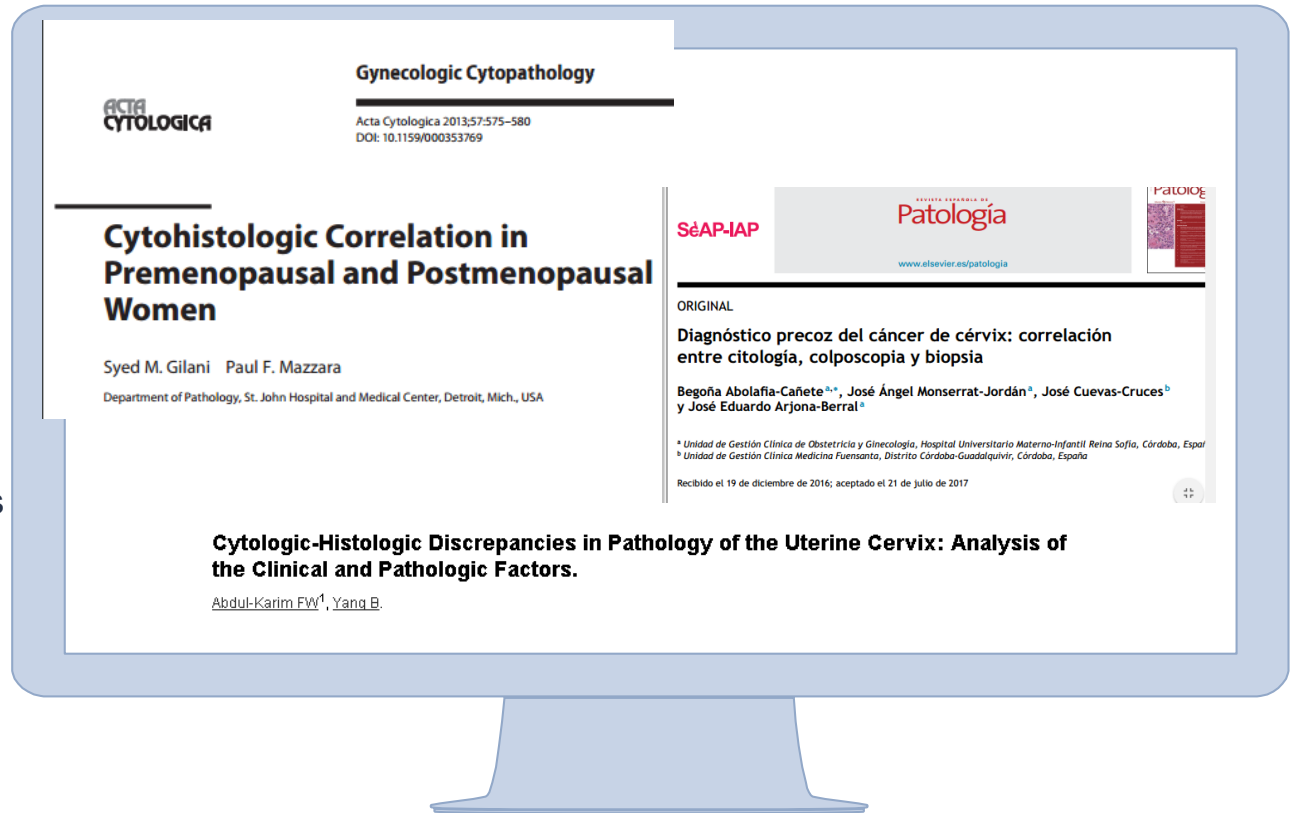 Gynecologic Cytopathology
ACTA
CYTOLOGICA
Acta Cytologica 2013;57:575–580
DOI: 10.1159/000353769
Cytohistologic Correlation in
Premenopausal and Postmenopausal
Women
Syed M. Gilani Paul F. Mazzara
Department of Pathology, St. John Hospital and Medical Center, Detroit, Mich., USA
SEAP-IAP
REVISTA ESPAÑOLA DE
Patología
www.elsevier.es/patologia
Patolog
ORIGINAL
Diagnóstico precoz del cáncer de cérvix: correlación
entre citología, colposcopia y biopsia
Begoña Abolafia-Cañete a,*, José Ángel Monserrat-Jordán a, José Cuevas-Cruces b
y José Eduardo Arjona-Berral a
a Unidad de Gestión Clínica de Obstetricia y Ginecología, Hospital Universitario Materno-Infantil Reina Sofía, Córdoba, Espa
b Unidad de Gestión Clínica Medicina Fuensanta, Distrito Córdoba-Guadalquivir, Córdoba, España
Recibido el 19 de diciembre de 2016; aceptado el 21 de julio de 2017
s
Cytologic-Histologic Discrepancies in Pathology of the Uterine Cervix: Analysis of
the Clinical and Pathologic Factors.
Abdul-Karim FW1, Yang B.